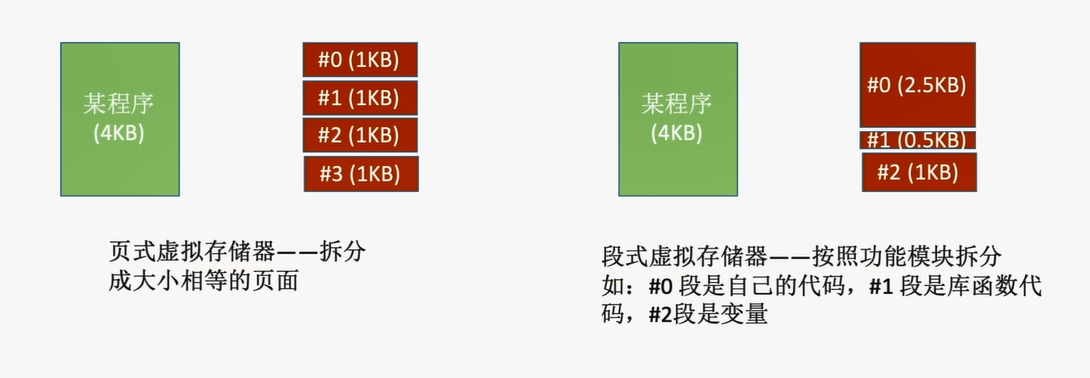 某程序
(4KB)
#0 (1KB)
#1 (1KB)
#2 (1KB)
#3 (1KB)
页式虚拟存储器——拆分
成大小相等的页面
某程序
(4KB)
#0 (2.5KB)
#1 (0.5KB)
#2 (1KB)
段式虚拟存储器——按照功能模块拆分
如：#0 段是自己的代码，#1 段是库函数代
码，#2段是变量